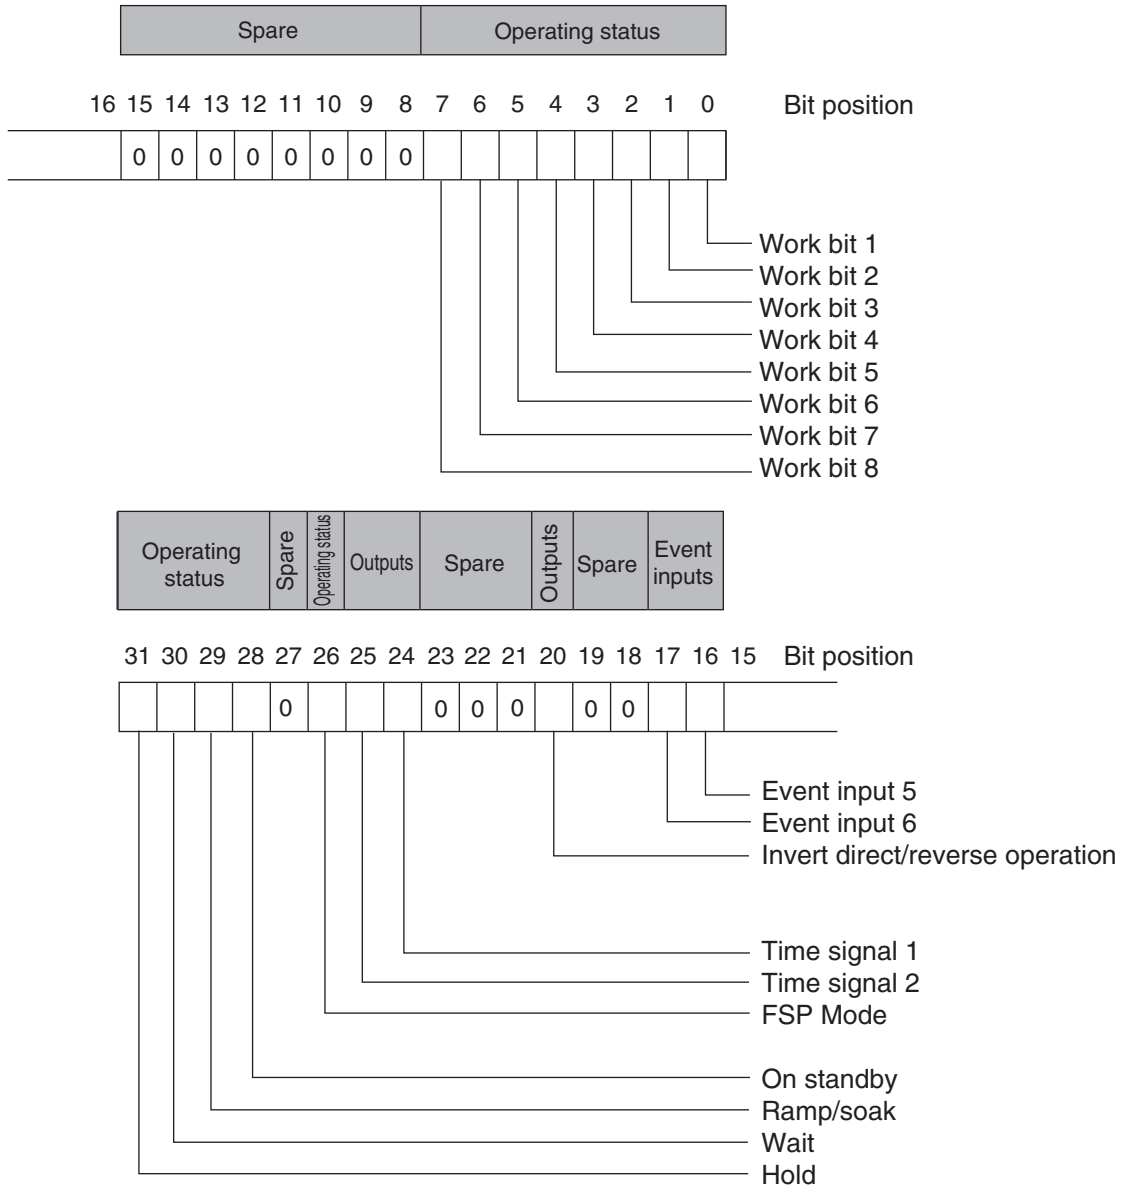 Spare Operating status
16 15 14 13 12 11 10 9 8 7 6 5 4 3 2 1 0 Bit position
0 0 0 0 0 0 0 0
Work bit 1
Work bit 2
Work bit 3
Work bit 4
Work bit 5
Work bit 6
Work bit 7
Work bit 8
Operating status Spare Operating status Outputs Spare Outputs Spare Event inputs
31 30 29 28 27 26 25 24 23 22 21 20 19 18 17 16 15 Bit position
0 0 0 0 0 0
Event input 5
Event input 6
Invert direct/reverse operation
Time signal 1
Time signal 2
FSP Mode
On standby
Ramp/soak
Wait
Hold